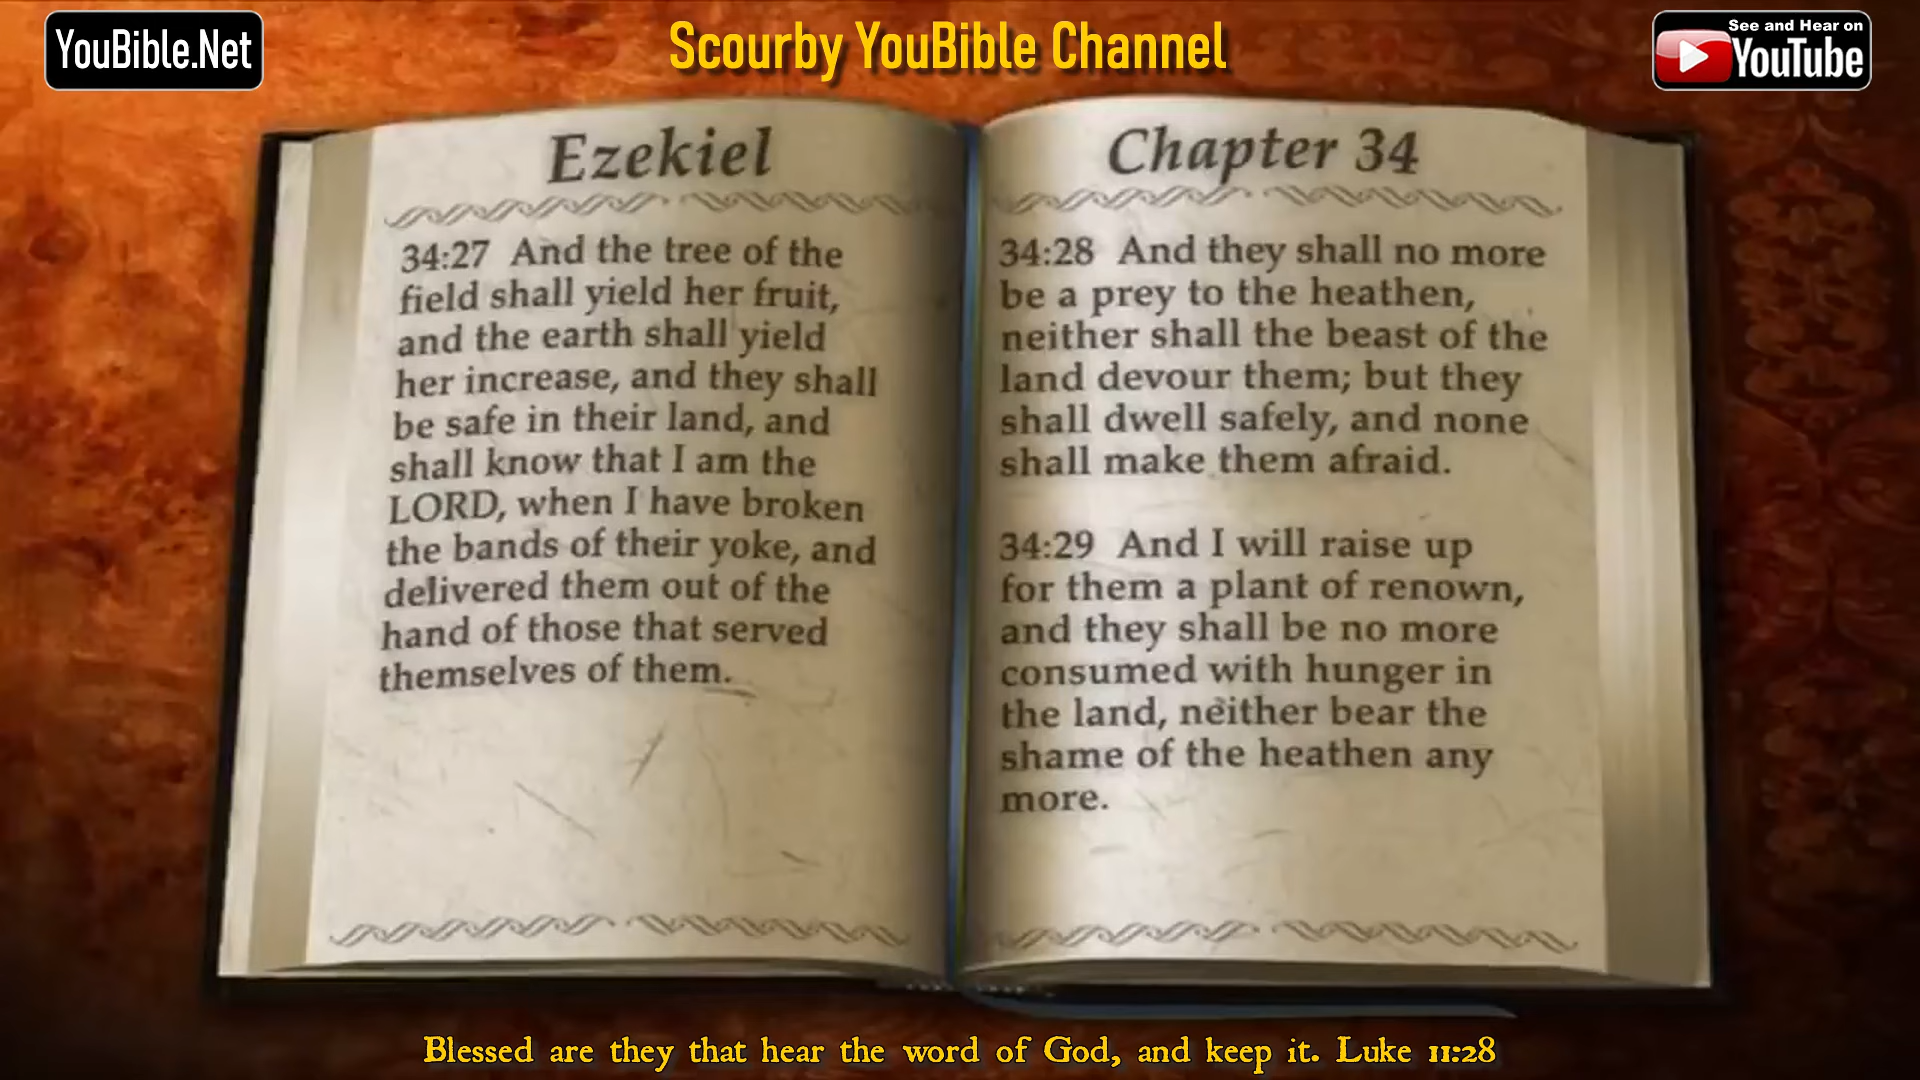 YouBible.Net
Scourby YouBible Channel
See and Hear on
YouTube
Ezekiel
34:27 And the tree of the
field shall yield her fruit,
and the earth shall yield
her increase, and they shall
be safe in their land, and
shall know that I am the
LORD, when I have broken
the bands of their yoke, and
delivered them out of the
hand of those that served
themselves of them.
Chapter 34
34:28 And they shall no more
be a prey to the heathen,
neither shall the beast of the
land devour them; but they
shall dwell safely, and none
shall make them afraid.
34:29 And I will raise up
for them a plant of renown,
and they shall be no more
consumed with hunger in
the land, neither bear the
shame of the heathen any
more.
Blessed are they that hear the word of God, and keep it. Luke 11:28